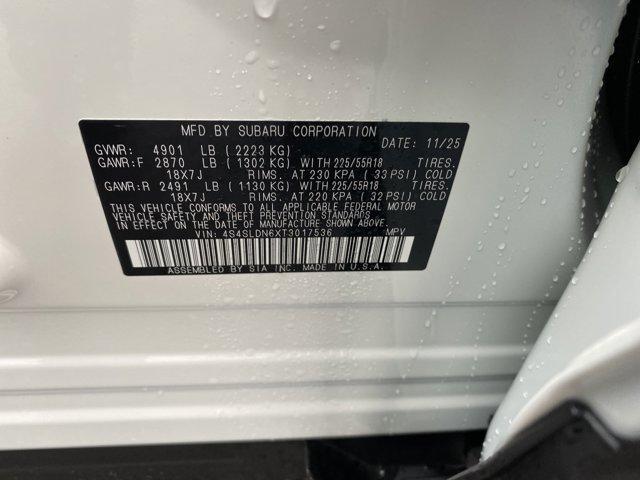 MFD BY SUBARU CORPORATION
GVWR: 4901 LB (2223 KG) DATE: 11/25
GAWR:F 2870 LB (1302 KG) WITH 225/55R18 TIRES.
18X7J RIMS. AT 230 KPA (33 PSI) COLD
GAWR:R 2491 LB (1130 KG) WITH 225/55R18 TIRES.
18X7J RIMS. AT 220 KPA (32 PSI) COLD
THIS VEHICLE CONFORMS TO ALL APPLICABLE FEDERAL MOTOR
VEHICLE SAFETY AND THEFT PREVENTION STANDARDS
IN EFFECT ON THE DATE OF MANUFACTURE SHOWN ABOVE.
VIN: 4S4SLDN6XT3017536 MPV
ASSEMBLED BY SIA INC. MADE IN U.S.A.